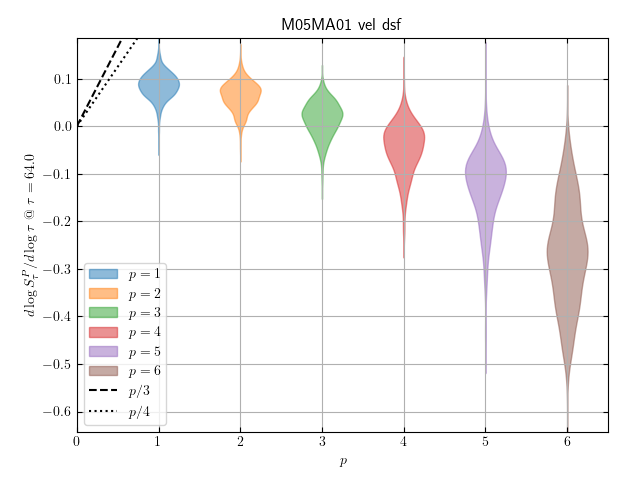 M05MA01 vel dsf
d log S_τ^P / d log τ @ τ = 64.0
0.1
0.0
−0.1
−0.2
−0.3
−0.4
−0.5
−0.6
p = 1
p = 2
p = 3
p = 4
p = 5
p = 6
p/3
p/4
0 1 2 3 4 5 6
p